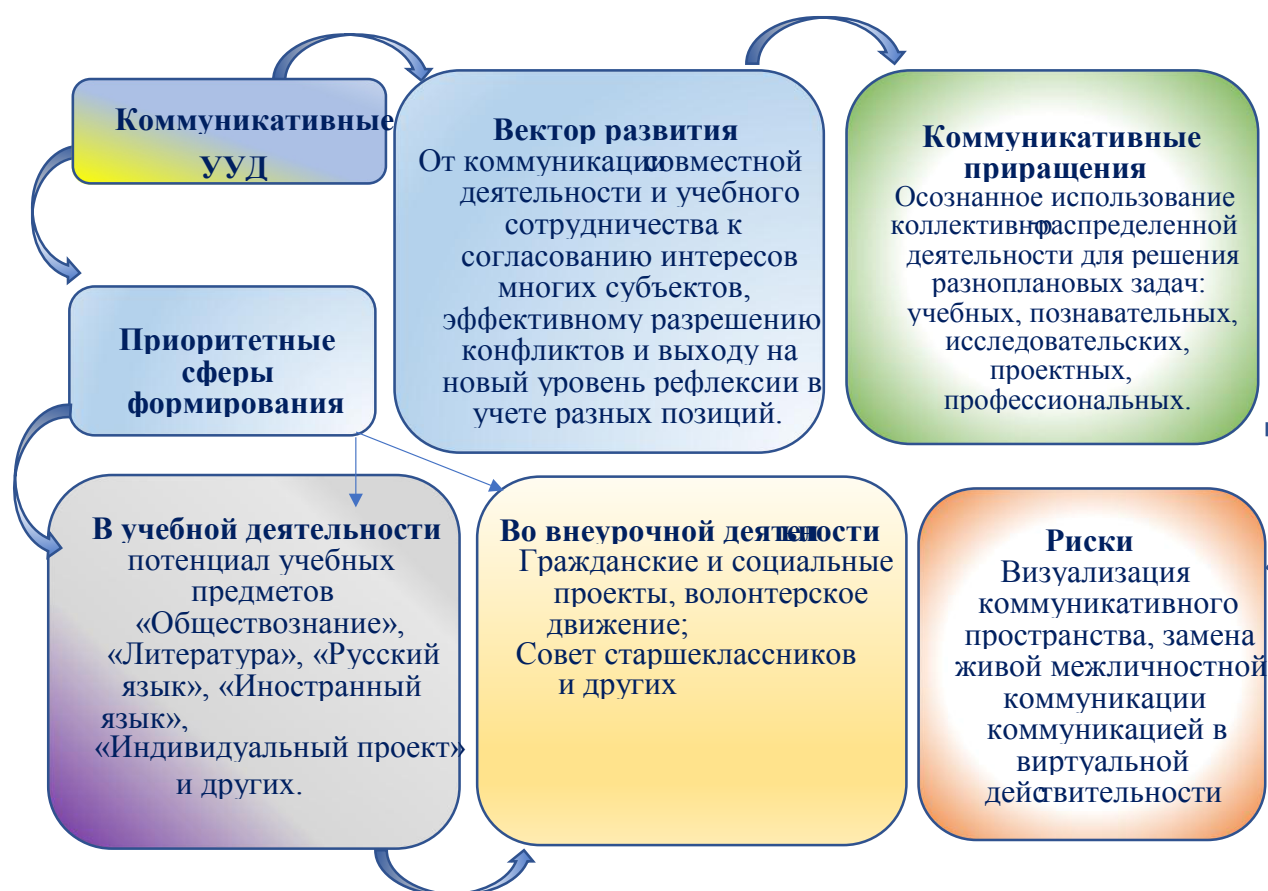 Коммуникативные
УУД
Вектор развития
От коммуникации совместной
деятельности и учебного
сотрудничества к
согласованию интересов
многих субъектов,
эффективному разрешению
конфликтов и выходу на
новый уровень рефлексии в
учете разных позиций.
Коммуникативные
приращения
Осознанное использование
коллективно-распределенной
деятельности для решения
разноплановых задач:
учебных, познавательных,
исследовательских,
проектных,
профессиональных.
Приоритетные
сферы
формирования
В учебной деятельности
потенциал учебных
предметов
«Обществознание»,
«Литература», «Русский
язык», «Иностранный
язык»,
«Индивидуальный проект»
и других.
Во внеурочной деятельности
Гражданские и социальные
проекты, волонтерское
движение;
Совет старшеклассников
и других
Риски
Визуализация
коммуникативного
пространства, замена
живой межличностной
коммуникации
коммуникацией в
виртуальной
действительности